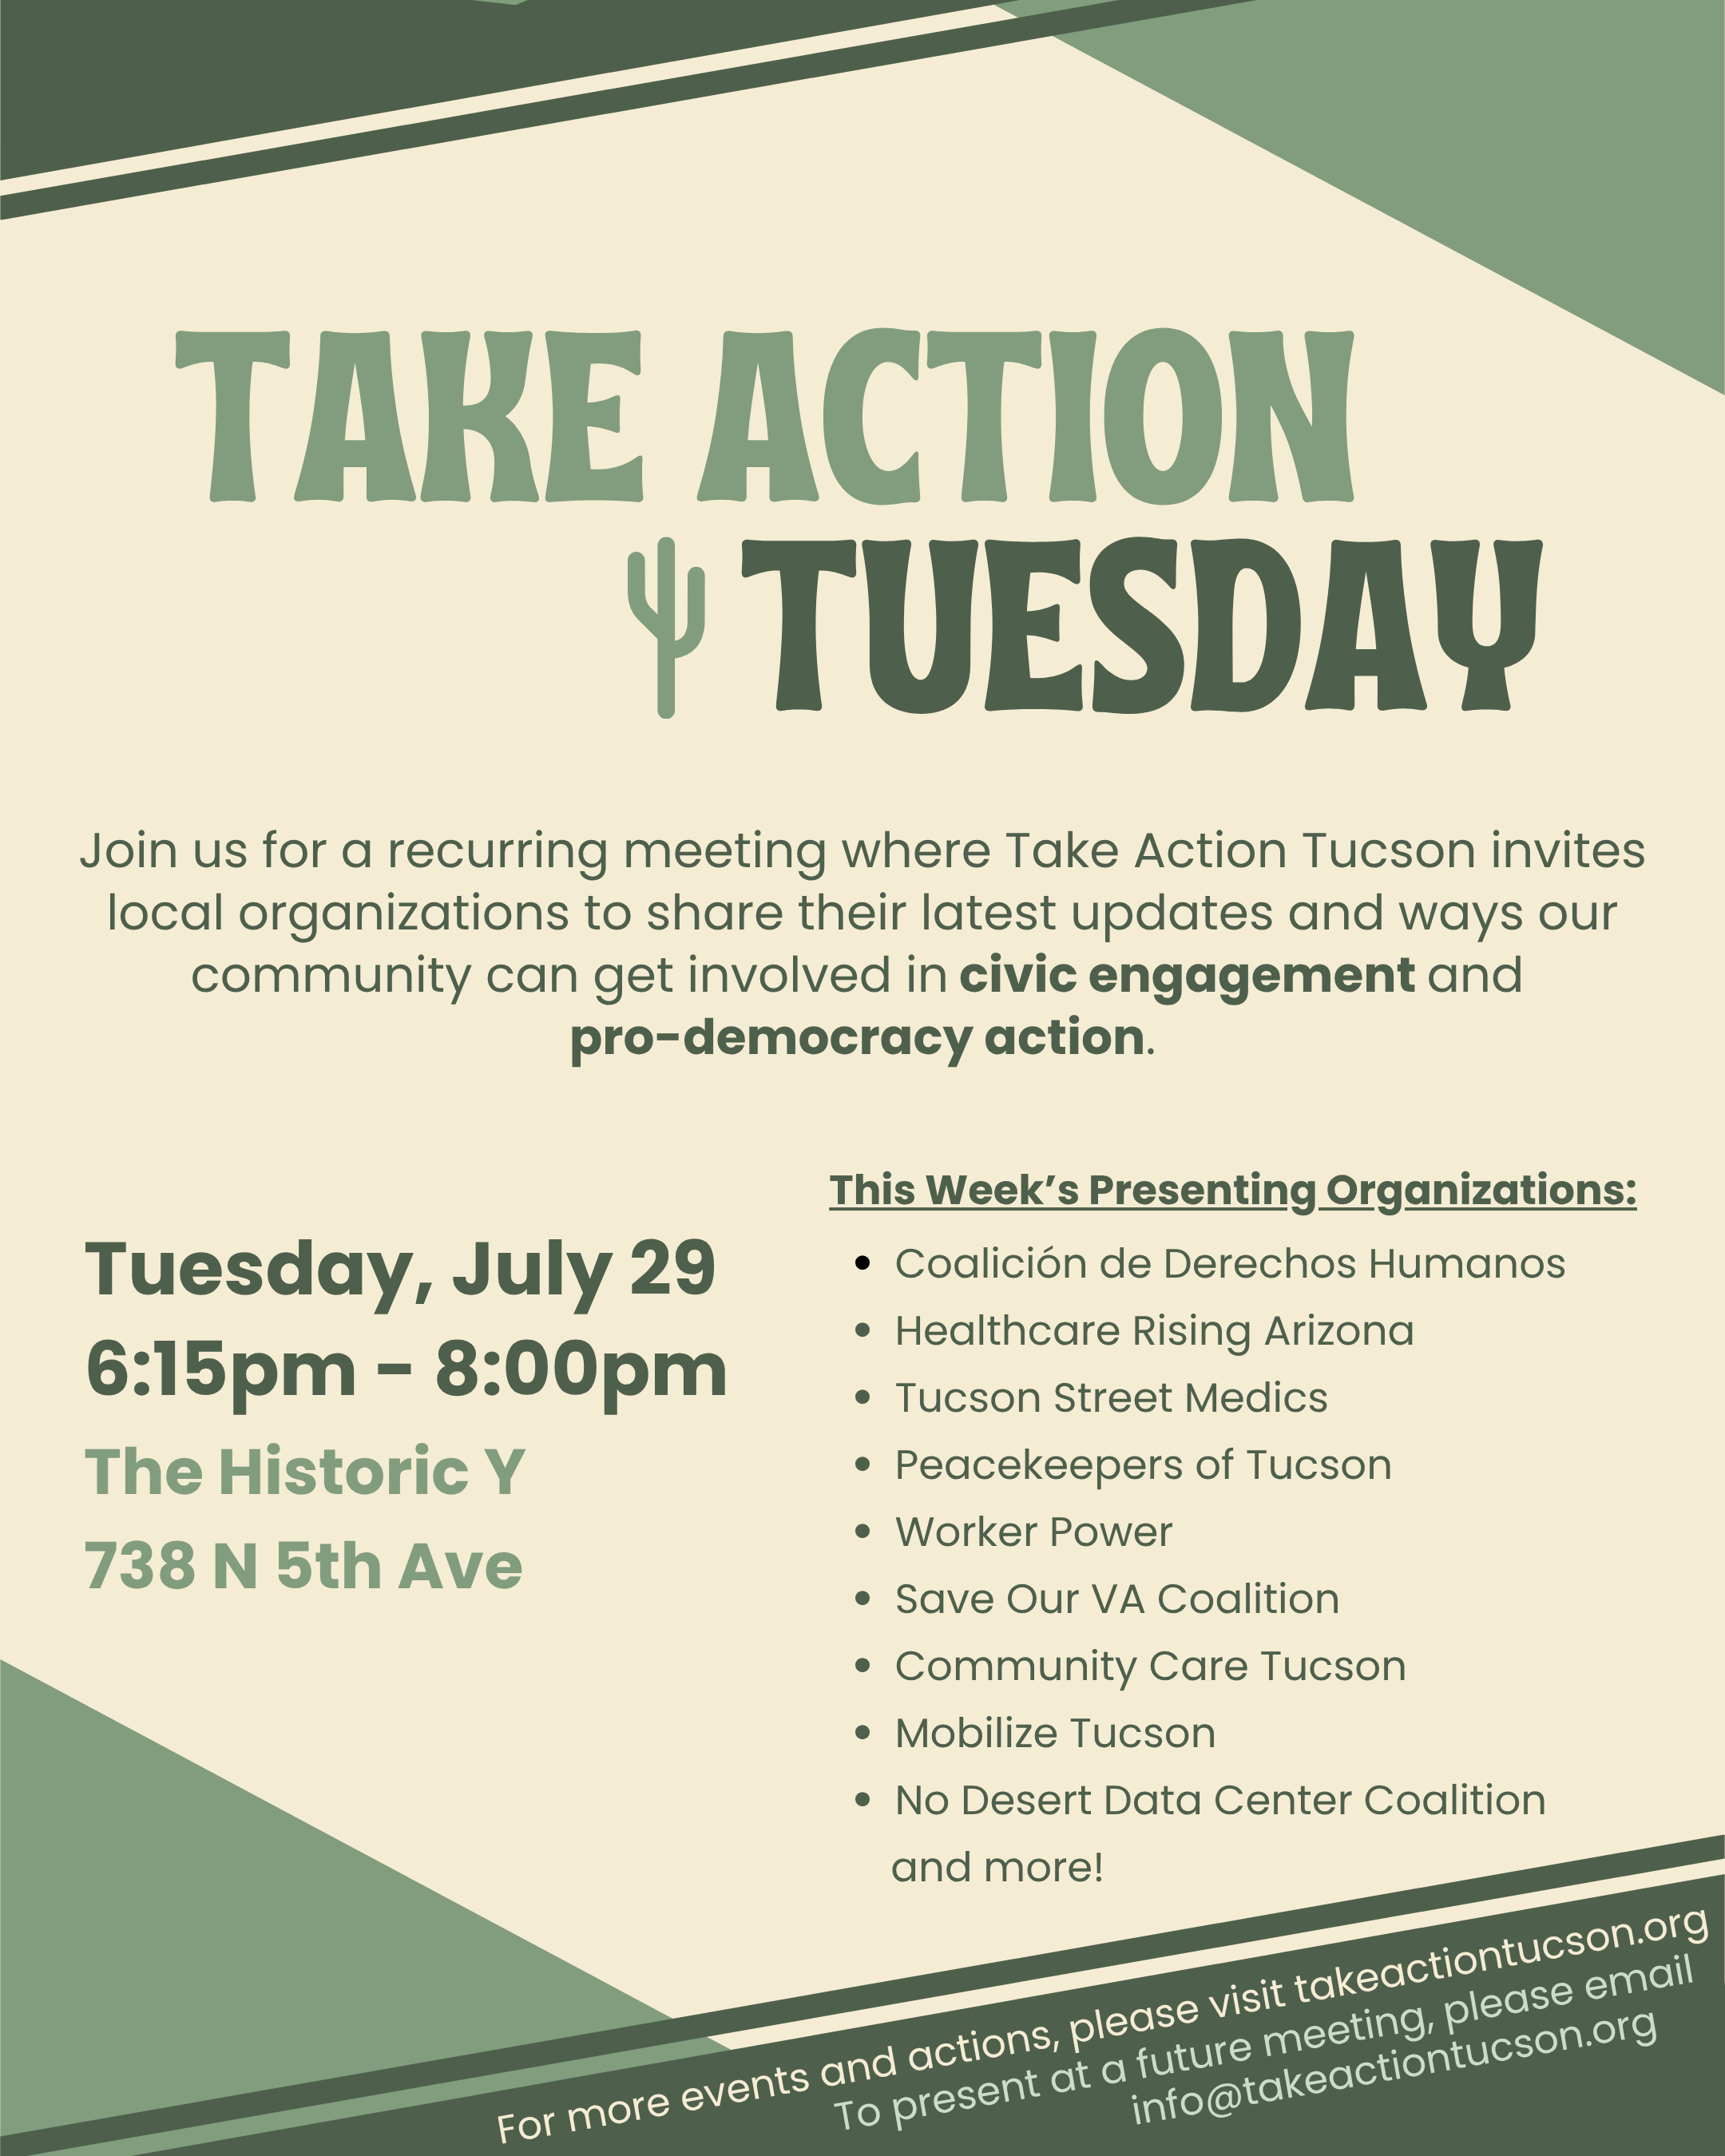 TAKE ACTION
TUESDAY
Join us for a recurring meeting where Take Action Tucson invites
local organizations to share their latest updates and ways our
community can get involved in civic engagement and
pro-democracy action.
Tuesday, July 29
6:15pm - 8:00pm
The Historic Y
738 N 5th Ave
This Week’s Presenting Organizations:
• Coalición de Derechos Humanos
• Healthcare Rising Arizona
• Tucson Street Medics
• Peacekeepers of Tucson
• Worker Power
• Save Our VA Coalition
• Community Care Tucson
• Mobilize Tucson
• No Desert Data Center Coalition
and more!
For more events and actions, please visit takeactiontucson.org
To present at a future meeting, please email
info@takeactiontucson.org